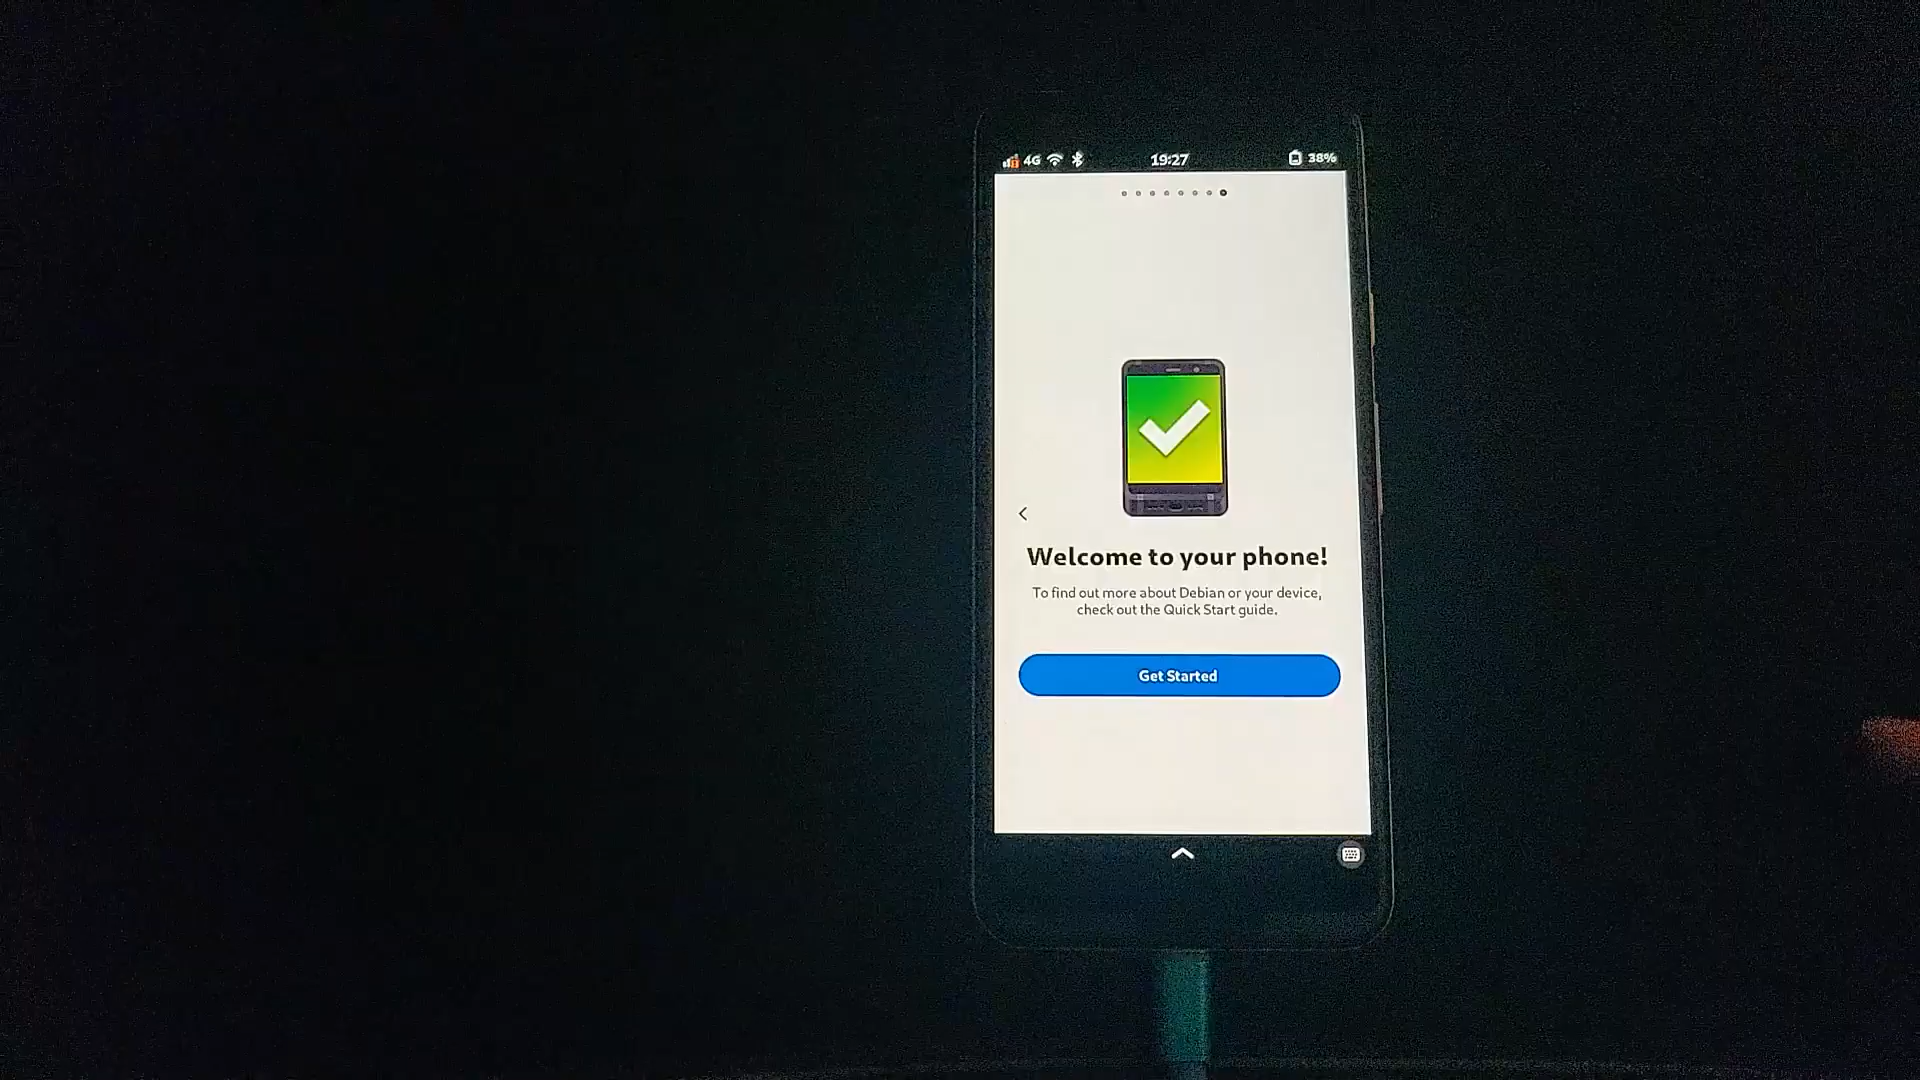 4G 19:27 38%
Welcome to your phone!
To find out more about Debian or your device,
check out the Quick Start guide.
Get Started